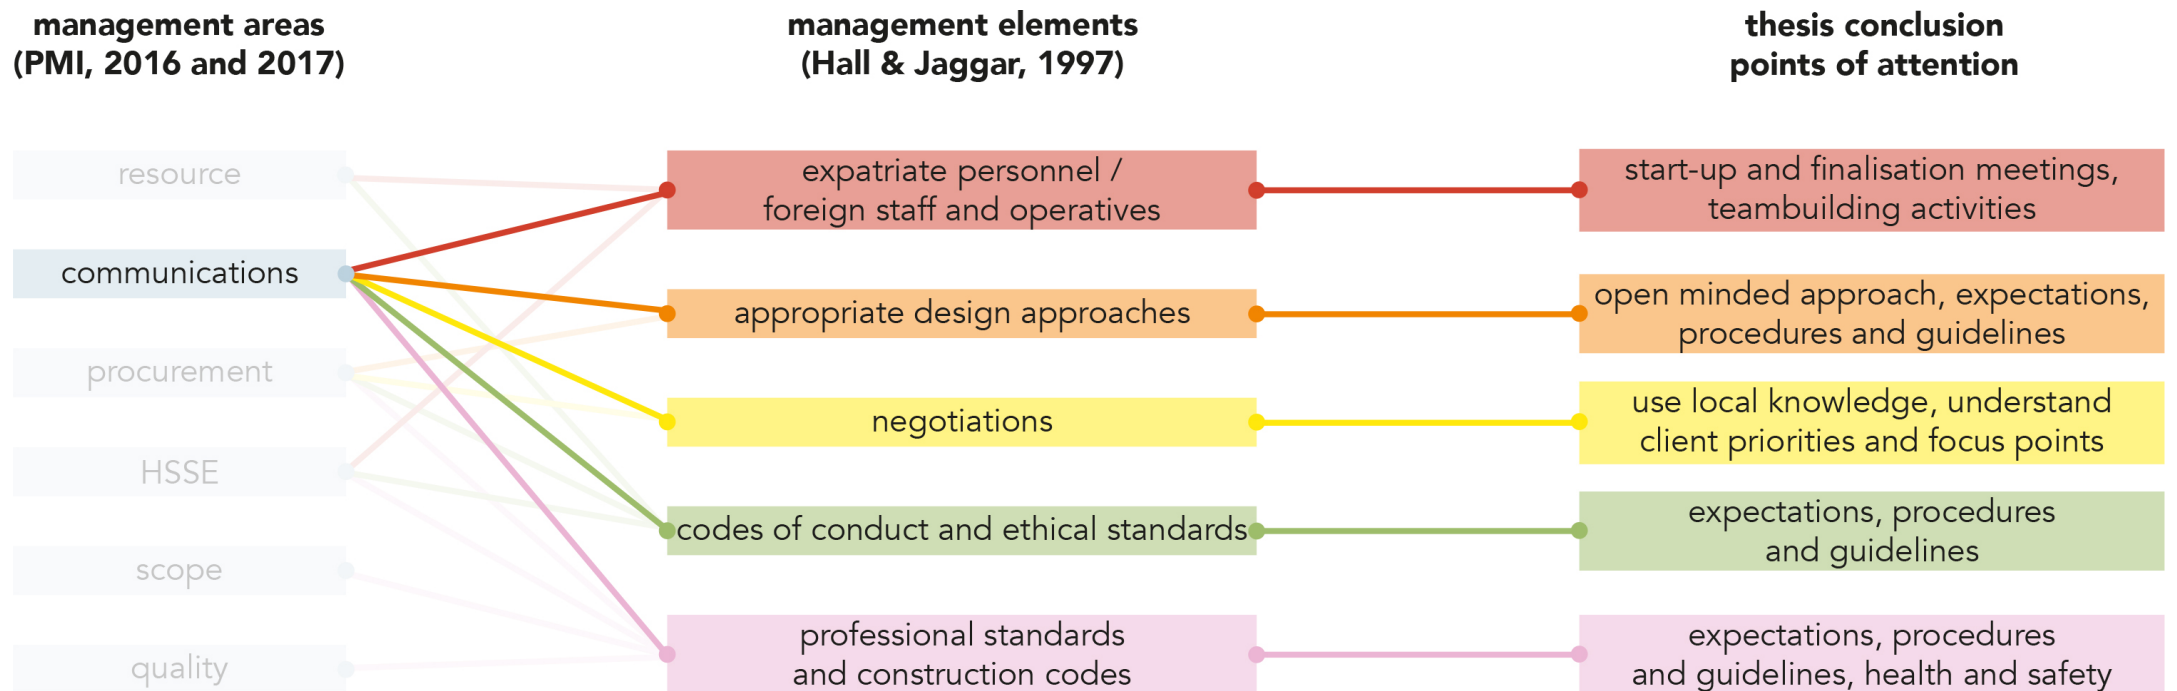 management areas
(PMI, 2016 and 2017)
management elements
(Hall & Jaggar, 1997)
thesis conclusion
points of attention
resource
communications
procurement
HSSE
scope
quality
expatriate personnel /
foreign staff and operatives
appropriate design approaches
negotiations
codes of conduct and ethical standards
professional standards
and construction codes
start-up and finalisation meetings,
teambuilding activities
open minded approach, expectations,
procedures and guidelines
use local knowledge, understand
client priorities and focus points
expectations, procedures
and guidelines
expectations, procedures
and guidelines, health and safety